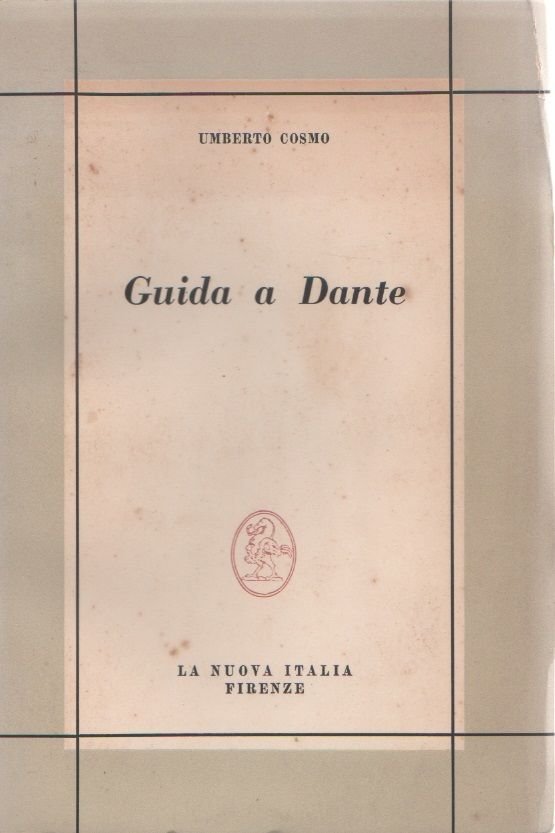 UMBERTO COSMO
Guida a Dante
LA NUOVA ITALIA
FIRENZE